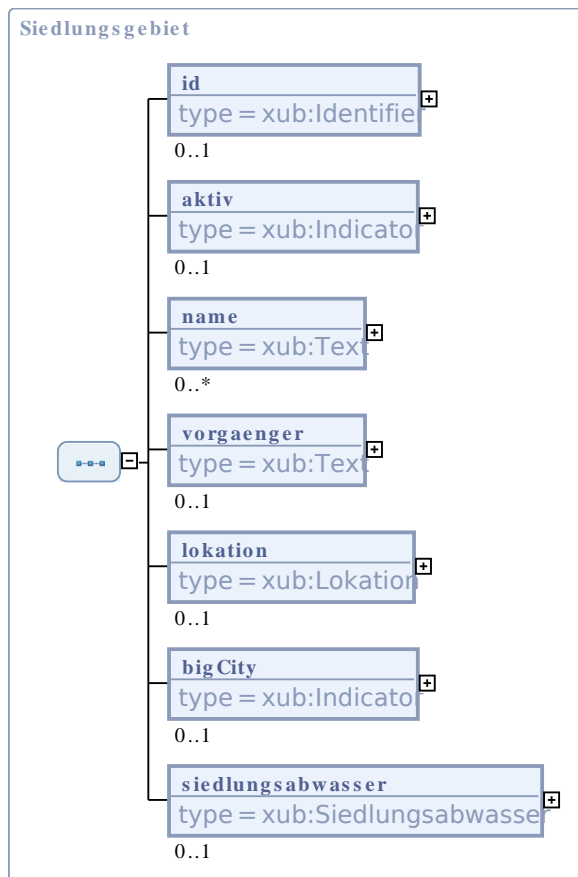 Siedlungsgebiet
id
type = xub:Identifier
0..1
aktiv
type = xub:Indicator
0..1
name
type = xub:Text
0..*
vorgaenger
type = xub:Text
0..1
lokation
type = xub:Lokation
0..1
bigCity
type = xub:Indicator
0..1
siedlungsabwasser
type = xub:Siedlungsabwasser
0..1